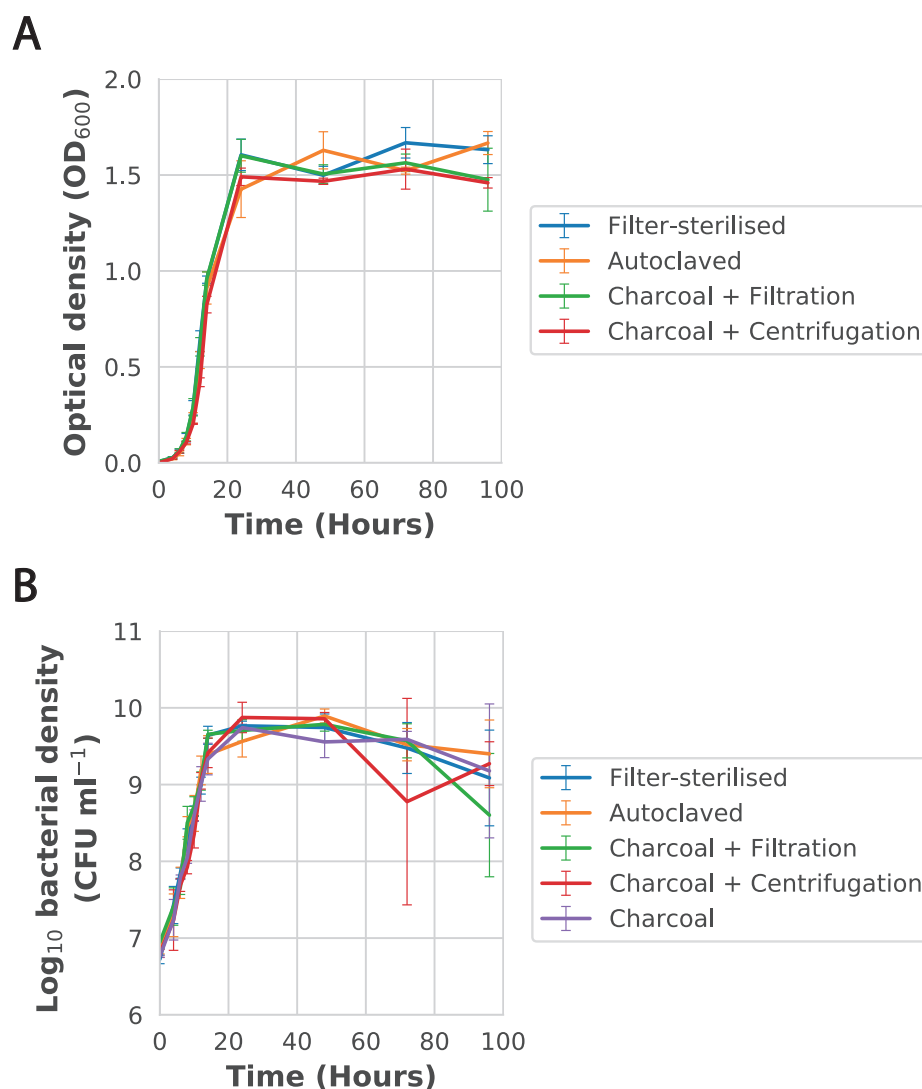 A
2.0
1.5
1.0
0.5
0.0
Optical density (OD₆₀₀)
0 20 40 60 80 100
Time (Hours)
Filter-sterilised
Autoclaved
Charcoal + Filtration
Charcoal + Centrifugation
B
11
10
9
8
7
6
Log₁₀ bacterial density
(CFU ml⁻¹)
0 20 40 60 80 100
Time (Hours)
Filter-sterilised
Autoclaved
Charcoal + Filtration
Charcoal + Centrifugation
Charcoal